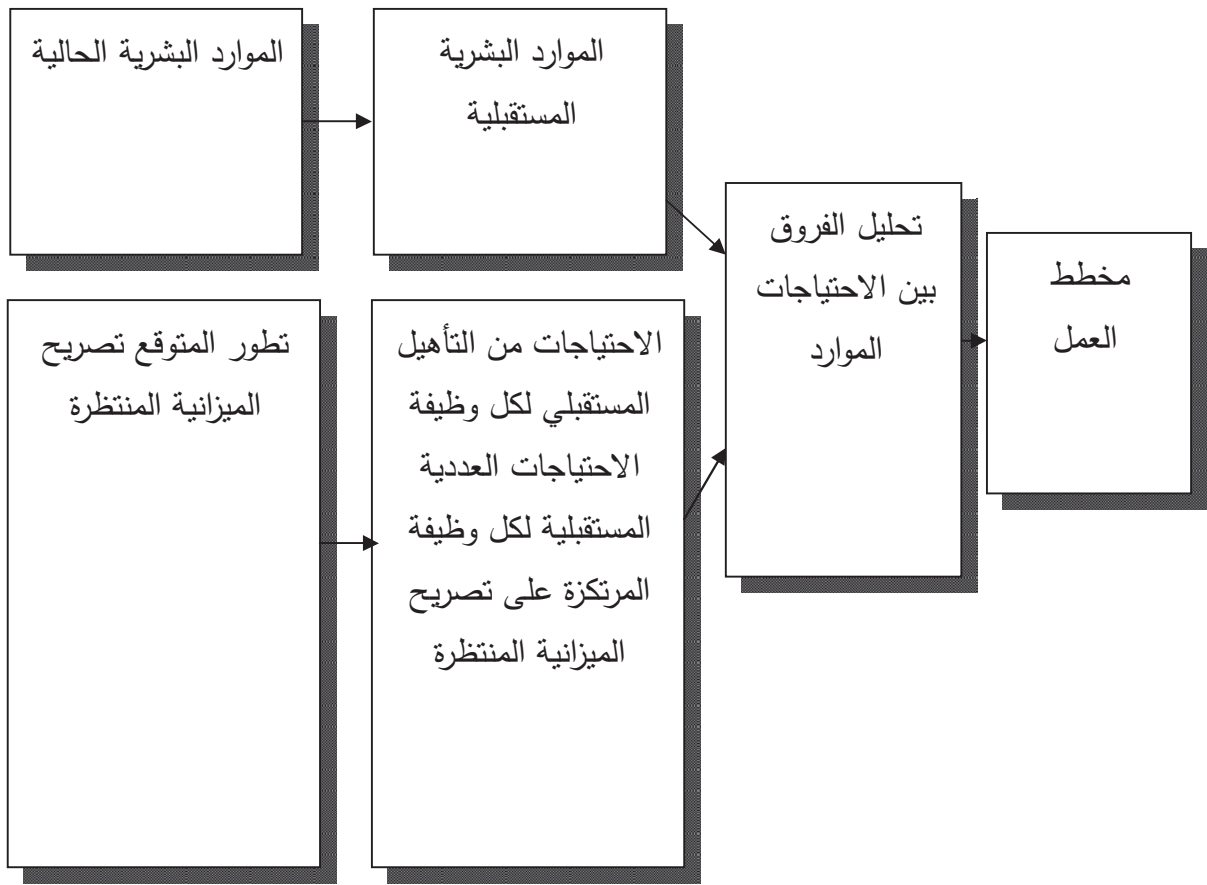 الموارد البشرية الحالية
الموارد البشرية
المستقبلية
تحليل الفروق
بين الاحتياجات
الموارد
مخطط
العمل
تطور المتوقع تصريح
الميزانية المنتظرة
الاحتياجات من التأهيل
المستقبلي لكل وظيفة
الاحتياجات العددية
المستقبلية لكل وظيفة
المرتكزة على تصريح
الميزانية المنتظرة